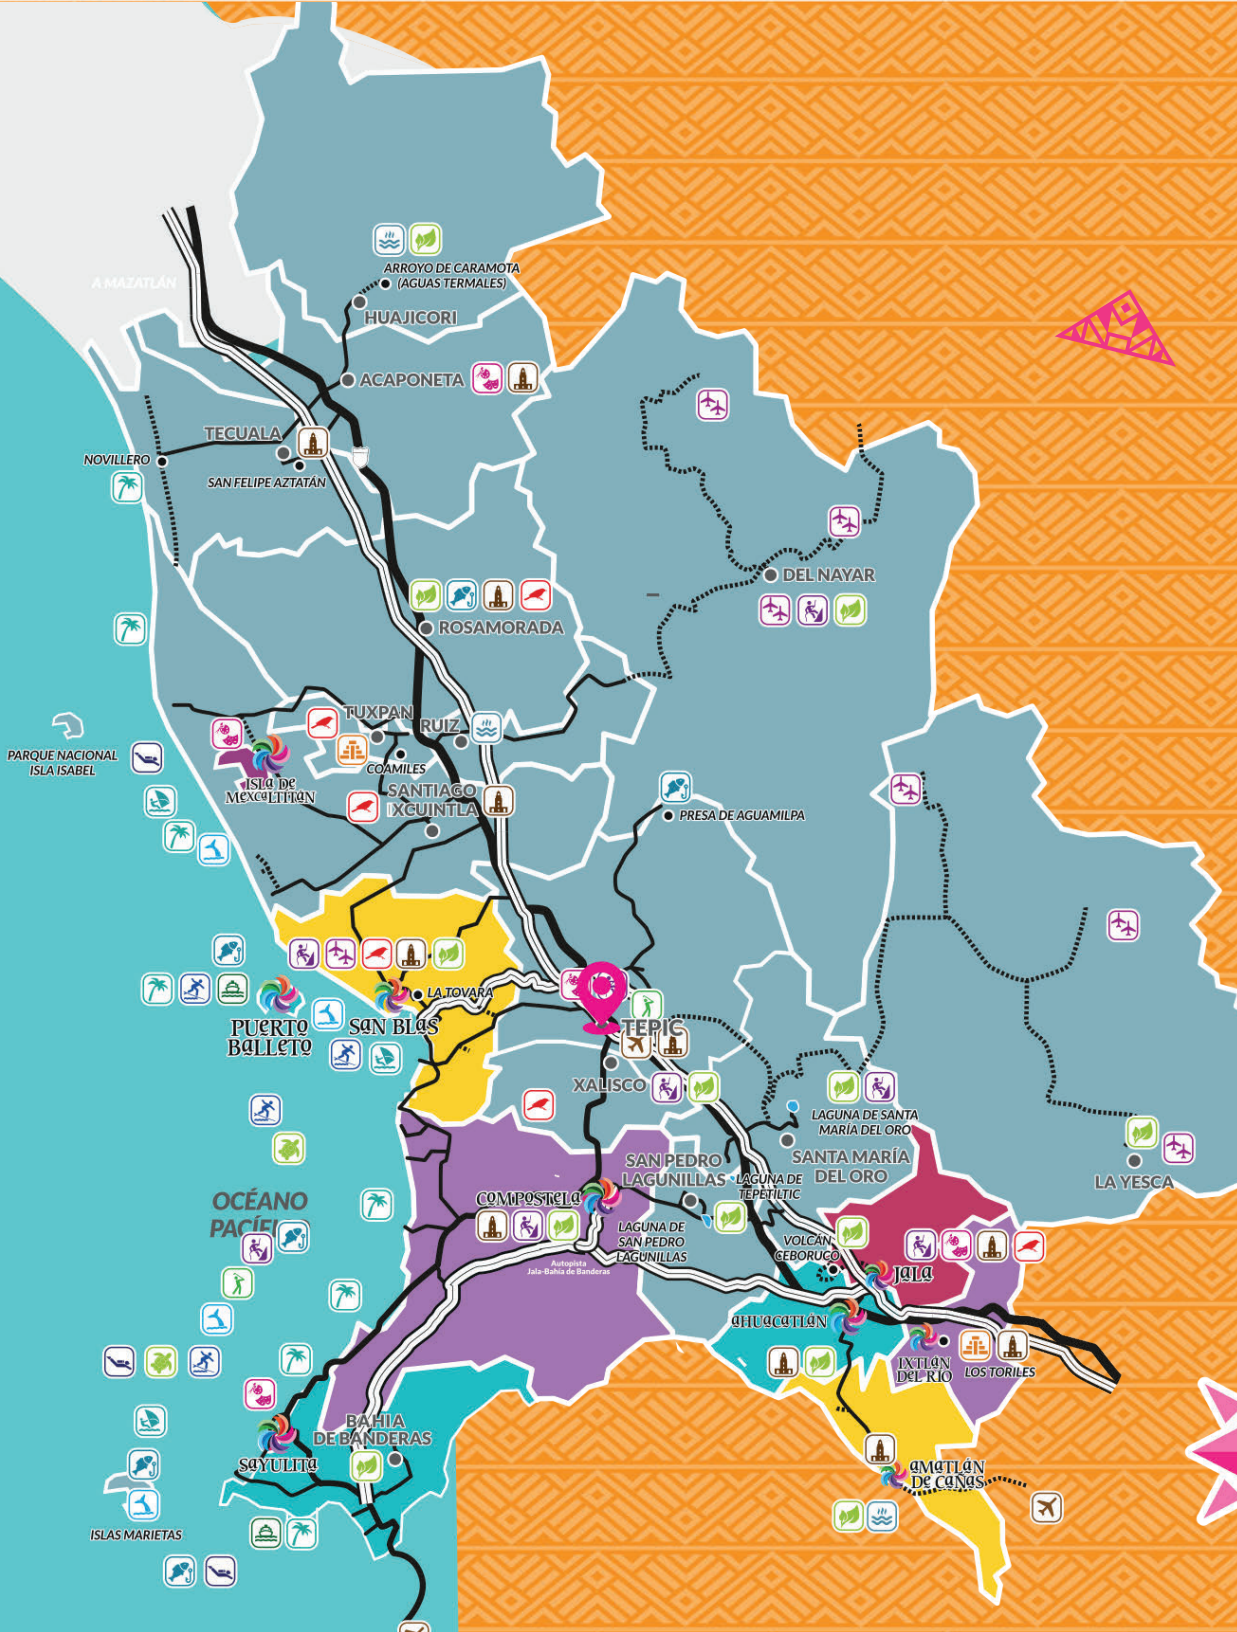 A MAZATLÁN
ARROYO DE CARAMOTA
(AGUAS TERMALES)
HUAJICORI
ACAPONETA
TECUALA
NOVILLERO
SAN FELIPE AZTATÁN
DEL NAYAR
ROSAMORADA
TUXPAN
RUIZ
PARQUE NACIONAL
ISLA ISABEL
COAMILES
ISLA DE
MEXCALTITÁN
SANTIAGO
IXCUINTLA
PRESA DE AGUAMILPA
LA TOVARA
PUERTO
BALLETO
SAN BLAS
TEPIC
XALISCO
LAGUNA DE SANTA
MARÍA DEL ORO
SANTA MARÍA
DEL ORO
LA YESCA
SAN PEDRO
LAGUNILLAS
LAGUNA DE
TEPETILTIC
OCÉANO
COMPOSTELA
LAGUNA DE
SAN PEDRO
LAGUNILLAS
VOLCÁN
CEBORUCO
Autopista
Jala-Bahía de Banderas
JALA
AHUACATLÁN
IXTLÁN
DEL RÍO
LOS TORILES
BAHIA
DE BANDERAS
SAYULITA
AMATLÁN
DE CAÑAS
ISLAS MARIETAS